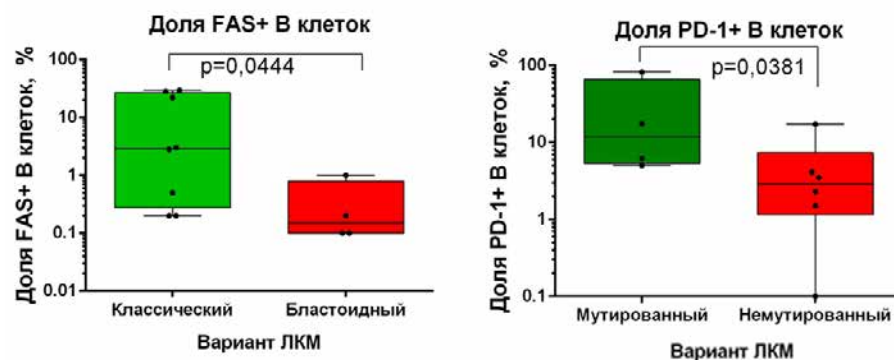 Доля FAS+ В клеток
p=0,0444
Доля FAS+ В клеток, %
100
10
1
0.1
0.01
Классический Бластоидный
Вариант ЛКМ
Доля PD-1+ В клеток
p=0,0381
Доля PD-1+ В клеток, %
100
10
1
0.1
Мутированный Немутированный
Вариант ЛКМ